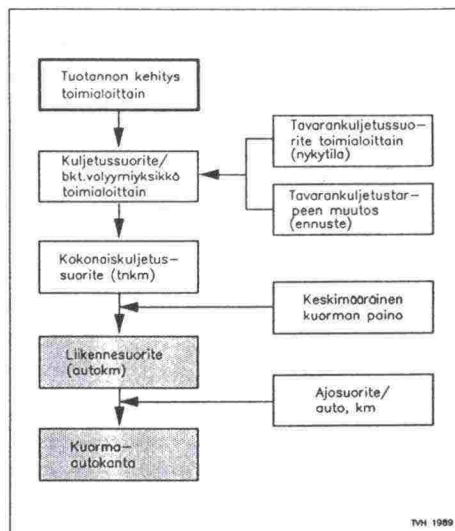 Tuotannon kehitys
toimialoittain
Tavarankuljetussuo-
rite toimialoittain
(nykytila)
Kuljetussuorite/
bkt.volyymiyksikkö
toimialoittain
Tavarankuljetustar-
peen muutos
(ennuste)
Kokonaiskuljetus-
suorite (tnkm)
Keskimääräinen
kuorman paino
Liikennesuorite
(autokm)
Ajosuorite/
auto, km
Kuorma-
autokanta
TVH 1989